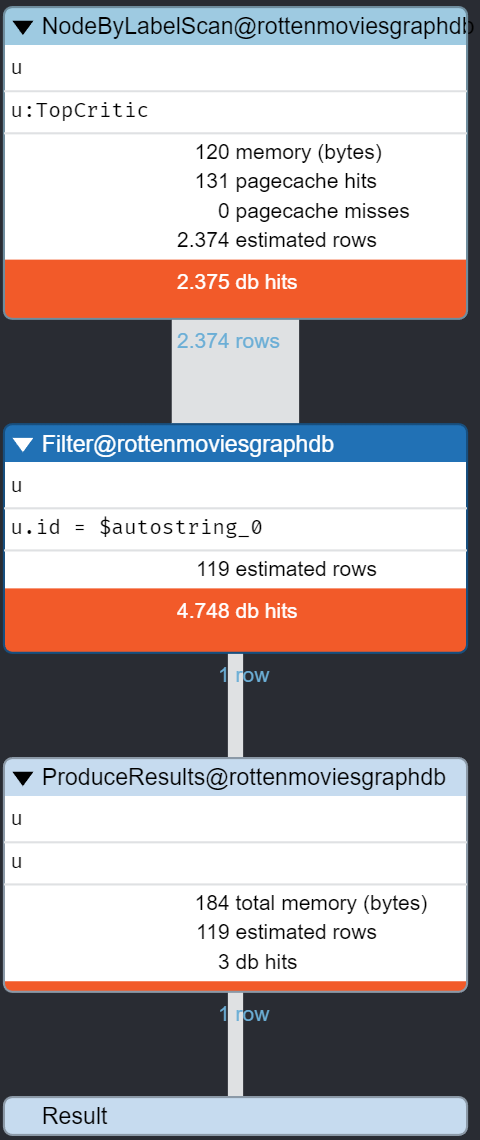 NodeByLabelScan@rottenmoviesgraphdb
u
u:TopCritic
120 memory (bytes)
131 pagecache hits
0 pagecache misses
2.374 estimated rows
2.375 db hits
2.374 rows
Filter@rottenmoviesgraphdb
u
u.id = $autostring_0
119 estimated rows
4.748 db hits
1 row
ProduceResults@rottenmoviesgraphdb
u
u
184 total memory (bytes)
119 estimated rows
3 db hits
1 row
Result